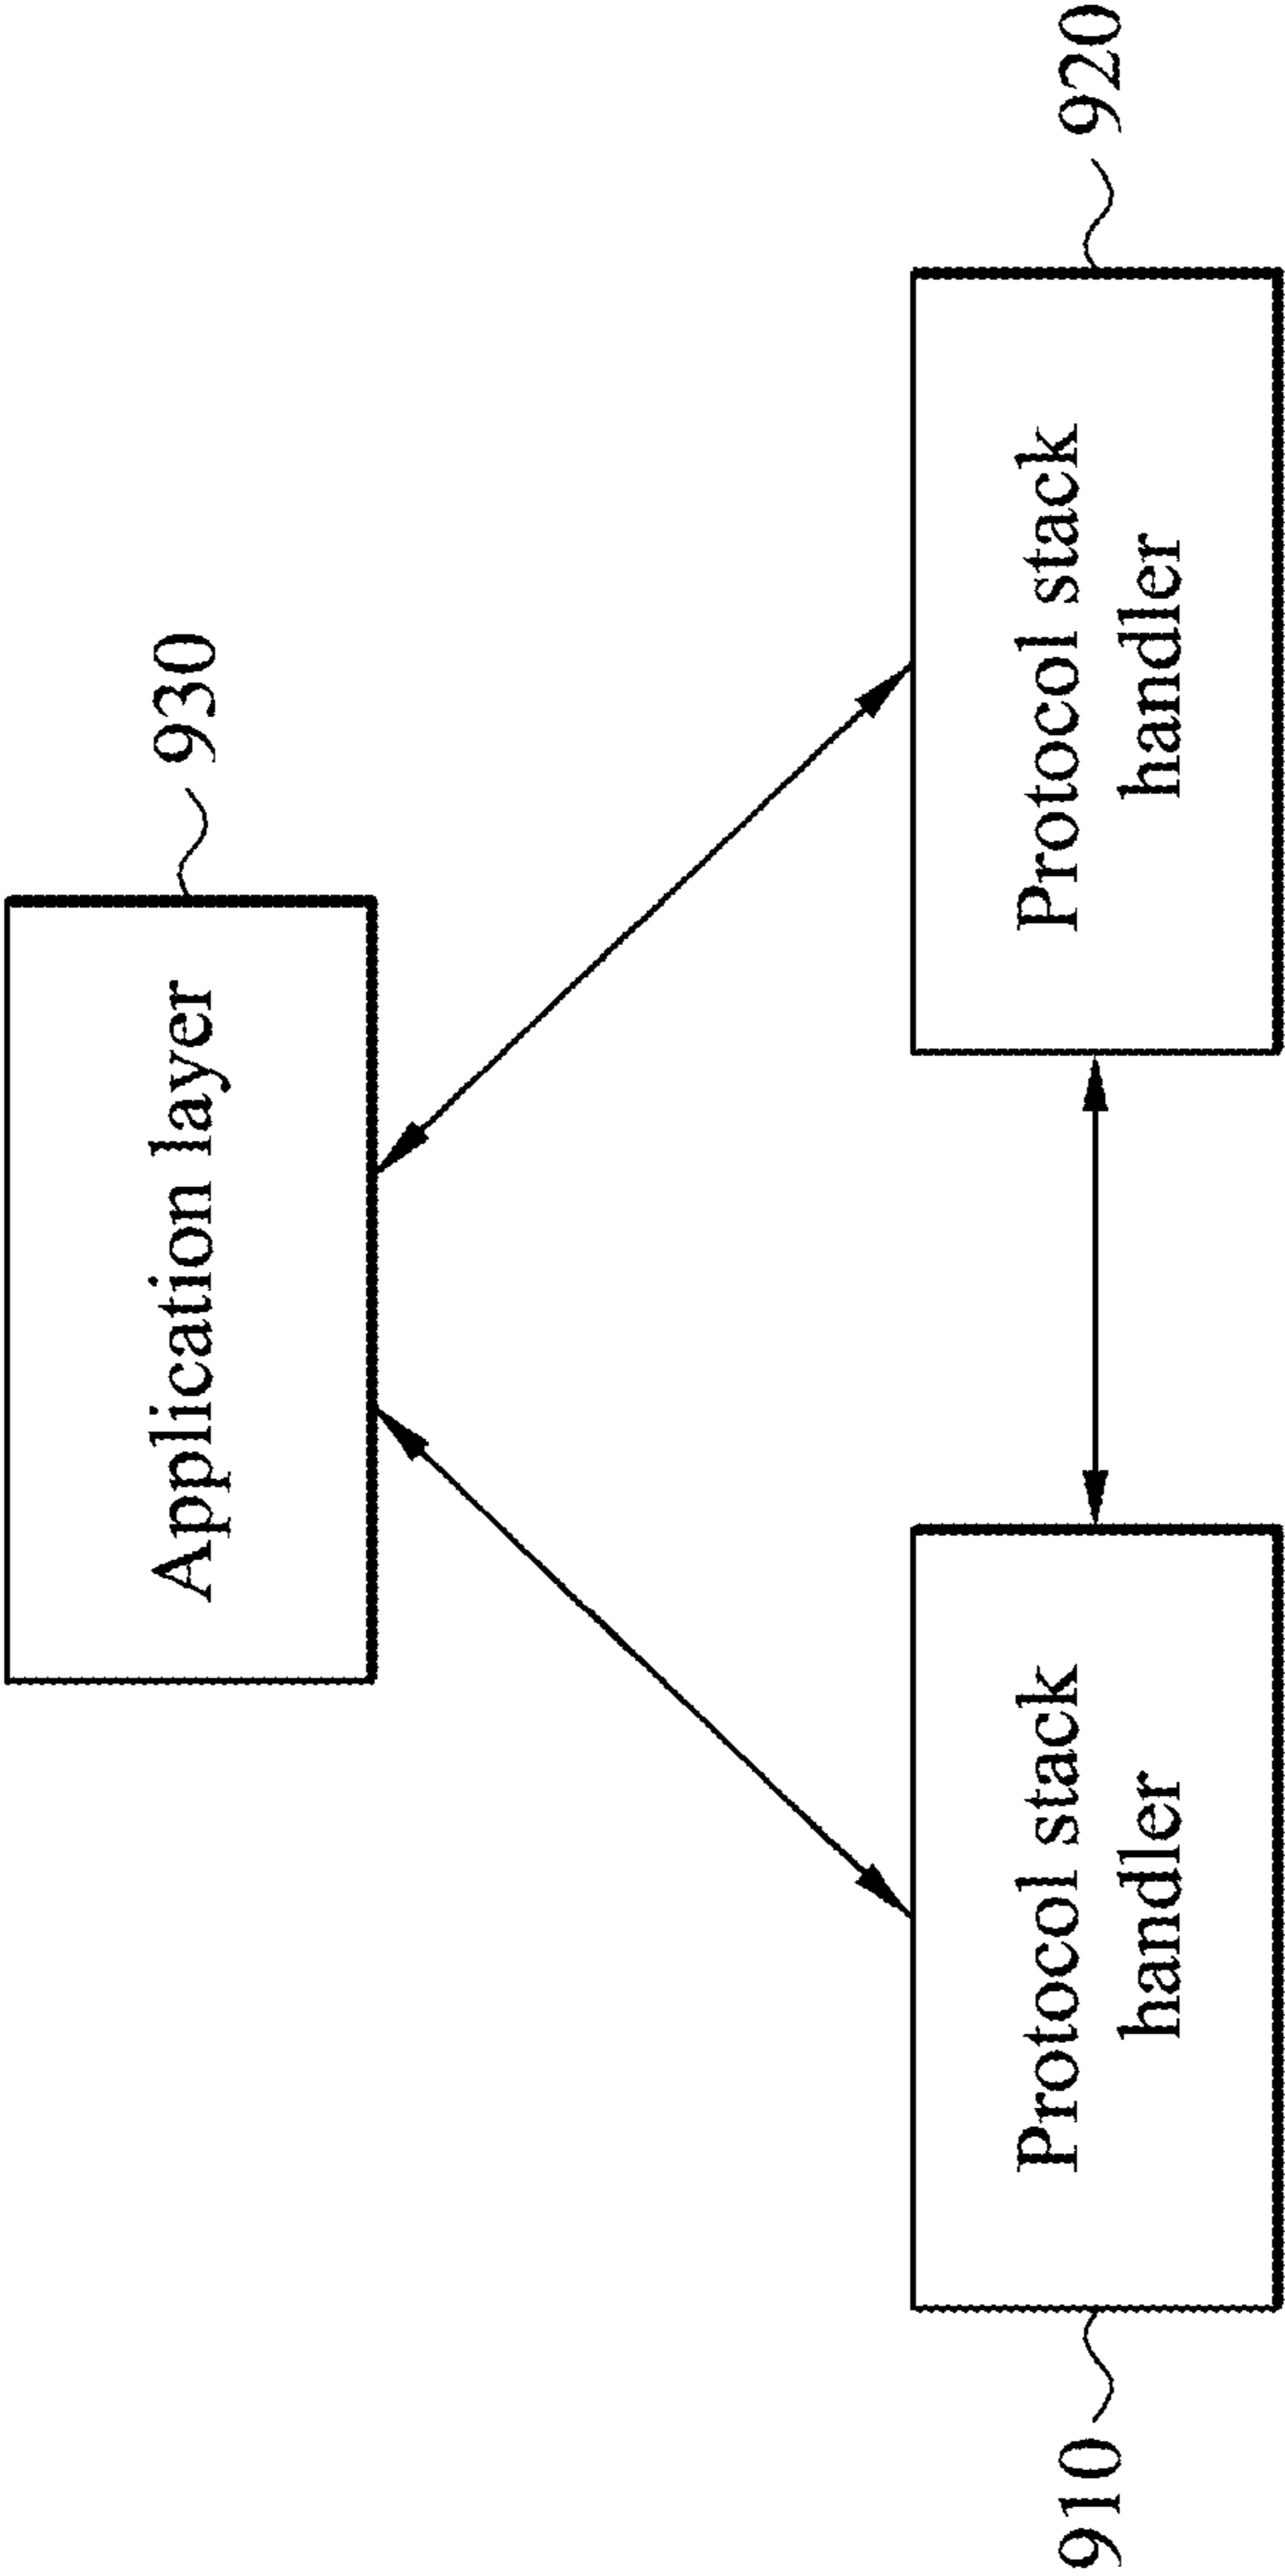 Application layer
930
Protocol stack
handler
910
Protocol stack
handler
920